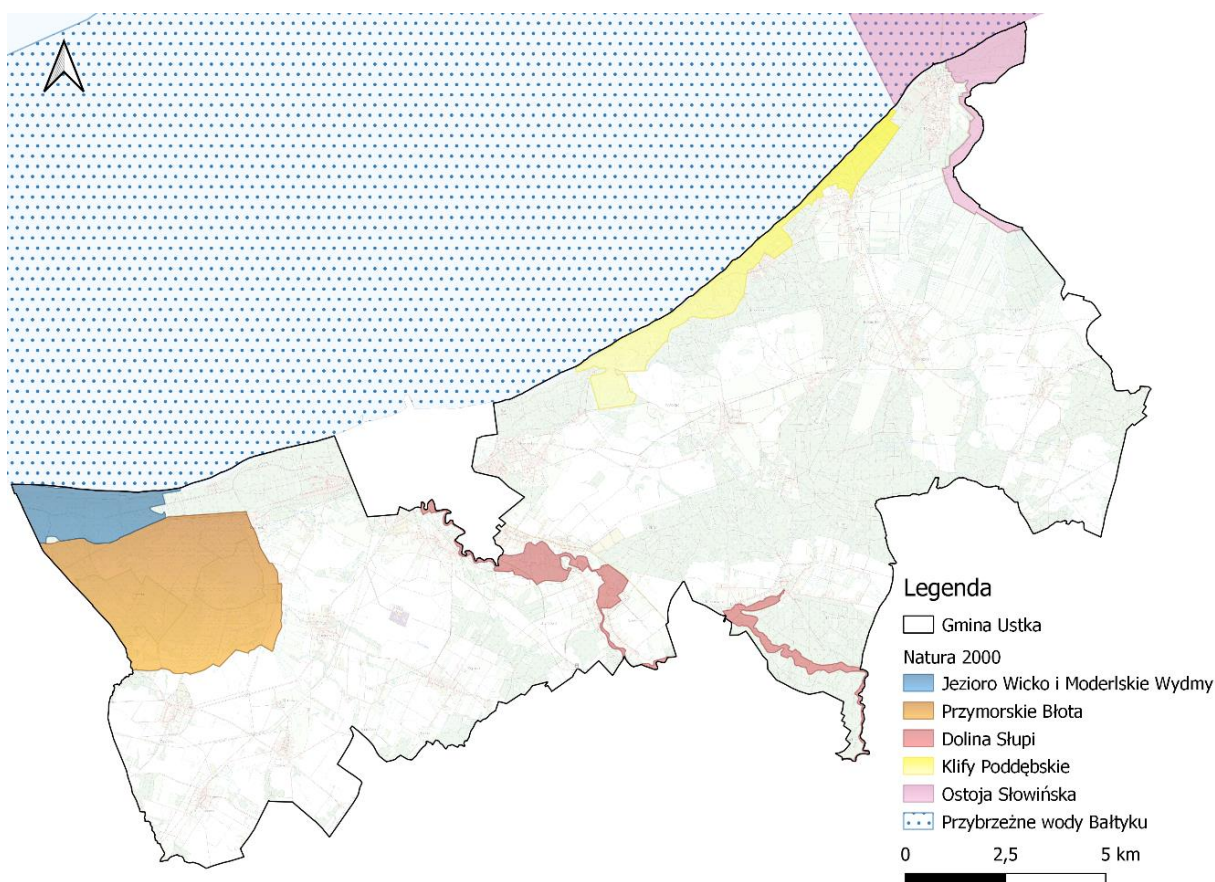 Legenda
Gmina Ustka
Natura 2000
Jezioro Wicko i Moderlskie Wydmy
Przymorskie Błota
Dolina Słupi
Klify Poddębskie
Ostoja Słowińska
Przybrzeżne wody Bałtyku
0 2,5 5 km